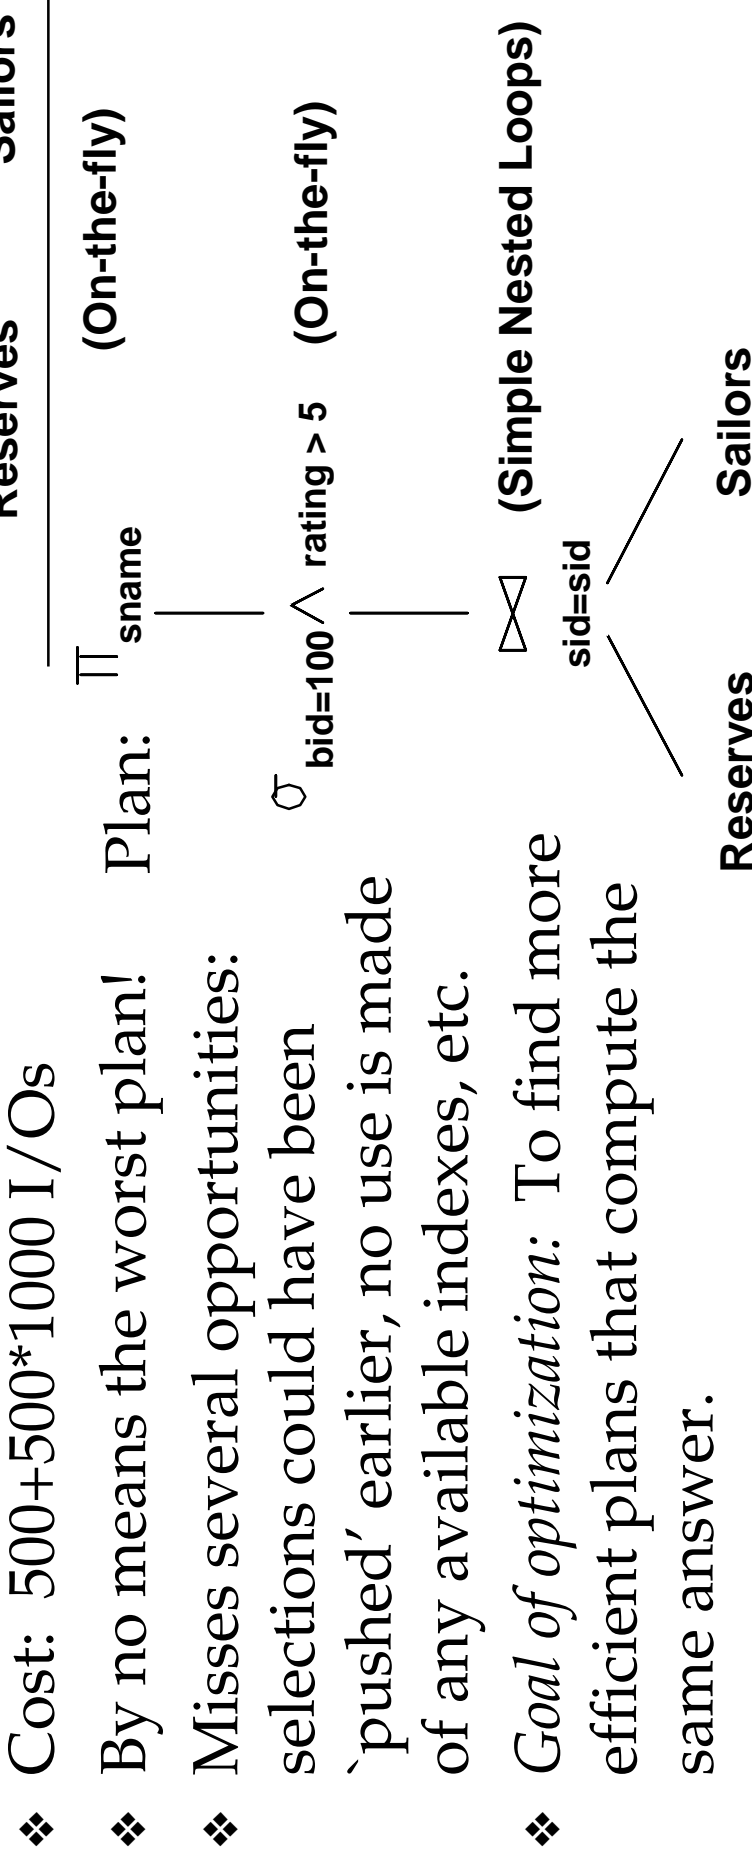 Reserves Sailors
❖ Cost: 500+500*1000 I/Os
❖ By no means the worst plan!
❖ Misses several opportunities:
selections could have been
`pushed’ earlier, no use is made
of any available indexes, etc.
❖ Goal of optimization: To find more
efficient plans that compute the
same answer.
Plan:
π sname (On-the-fly)
σ bid=100 ∧ rating > 5 (On-the-fly)
⋈ (Simple Nested Loops)
sid=sid
Reserves Sailors